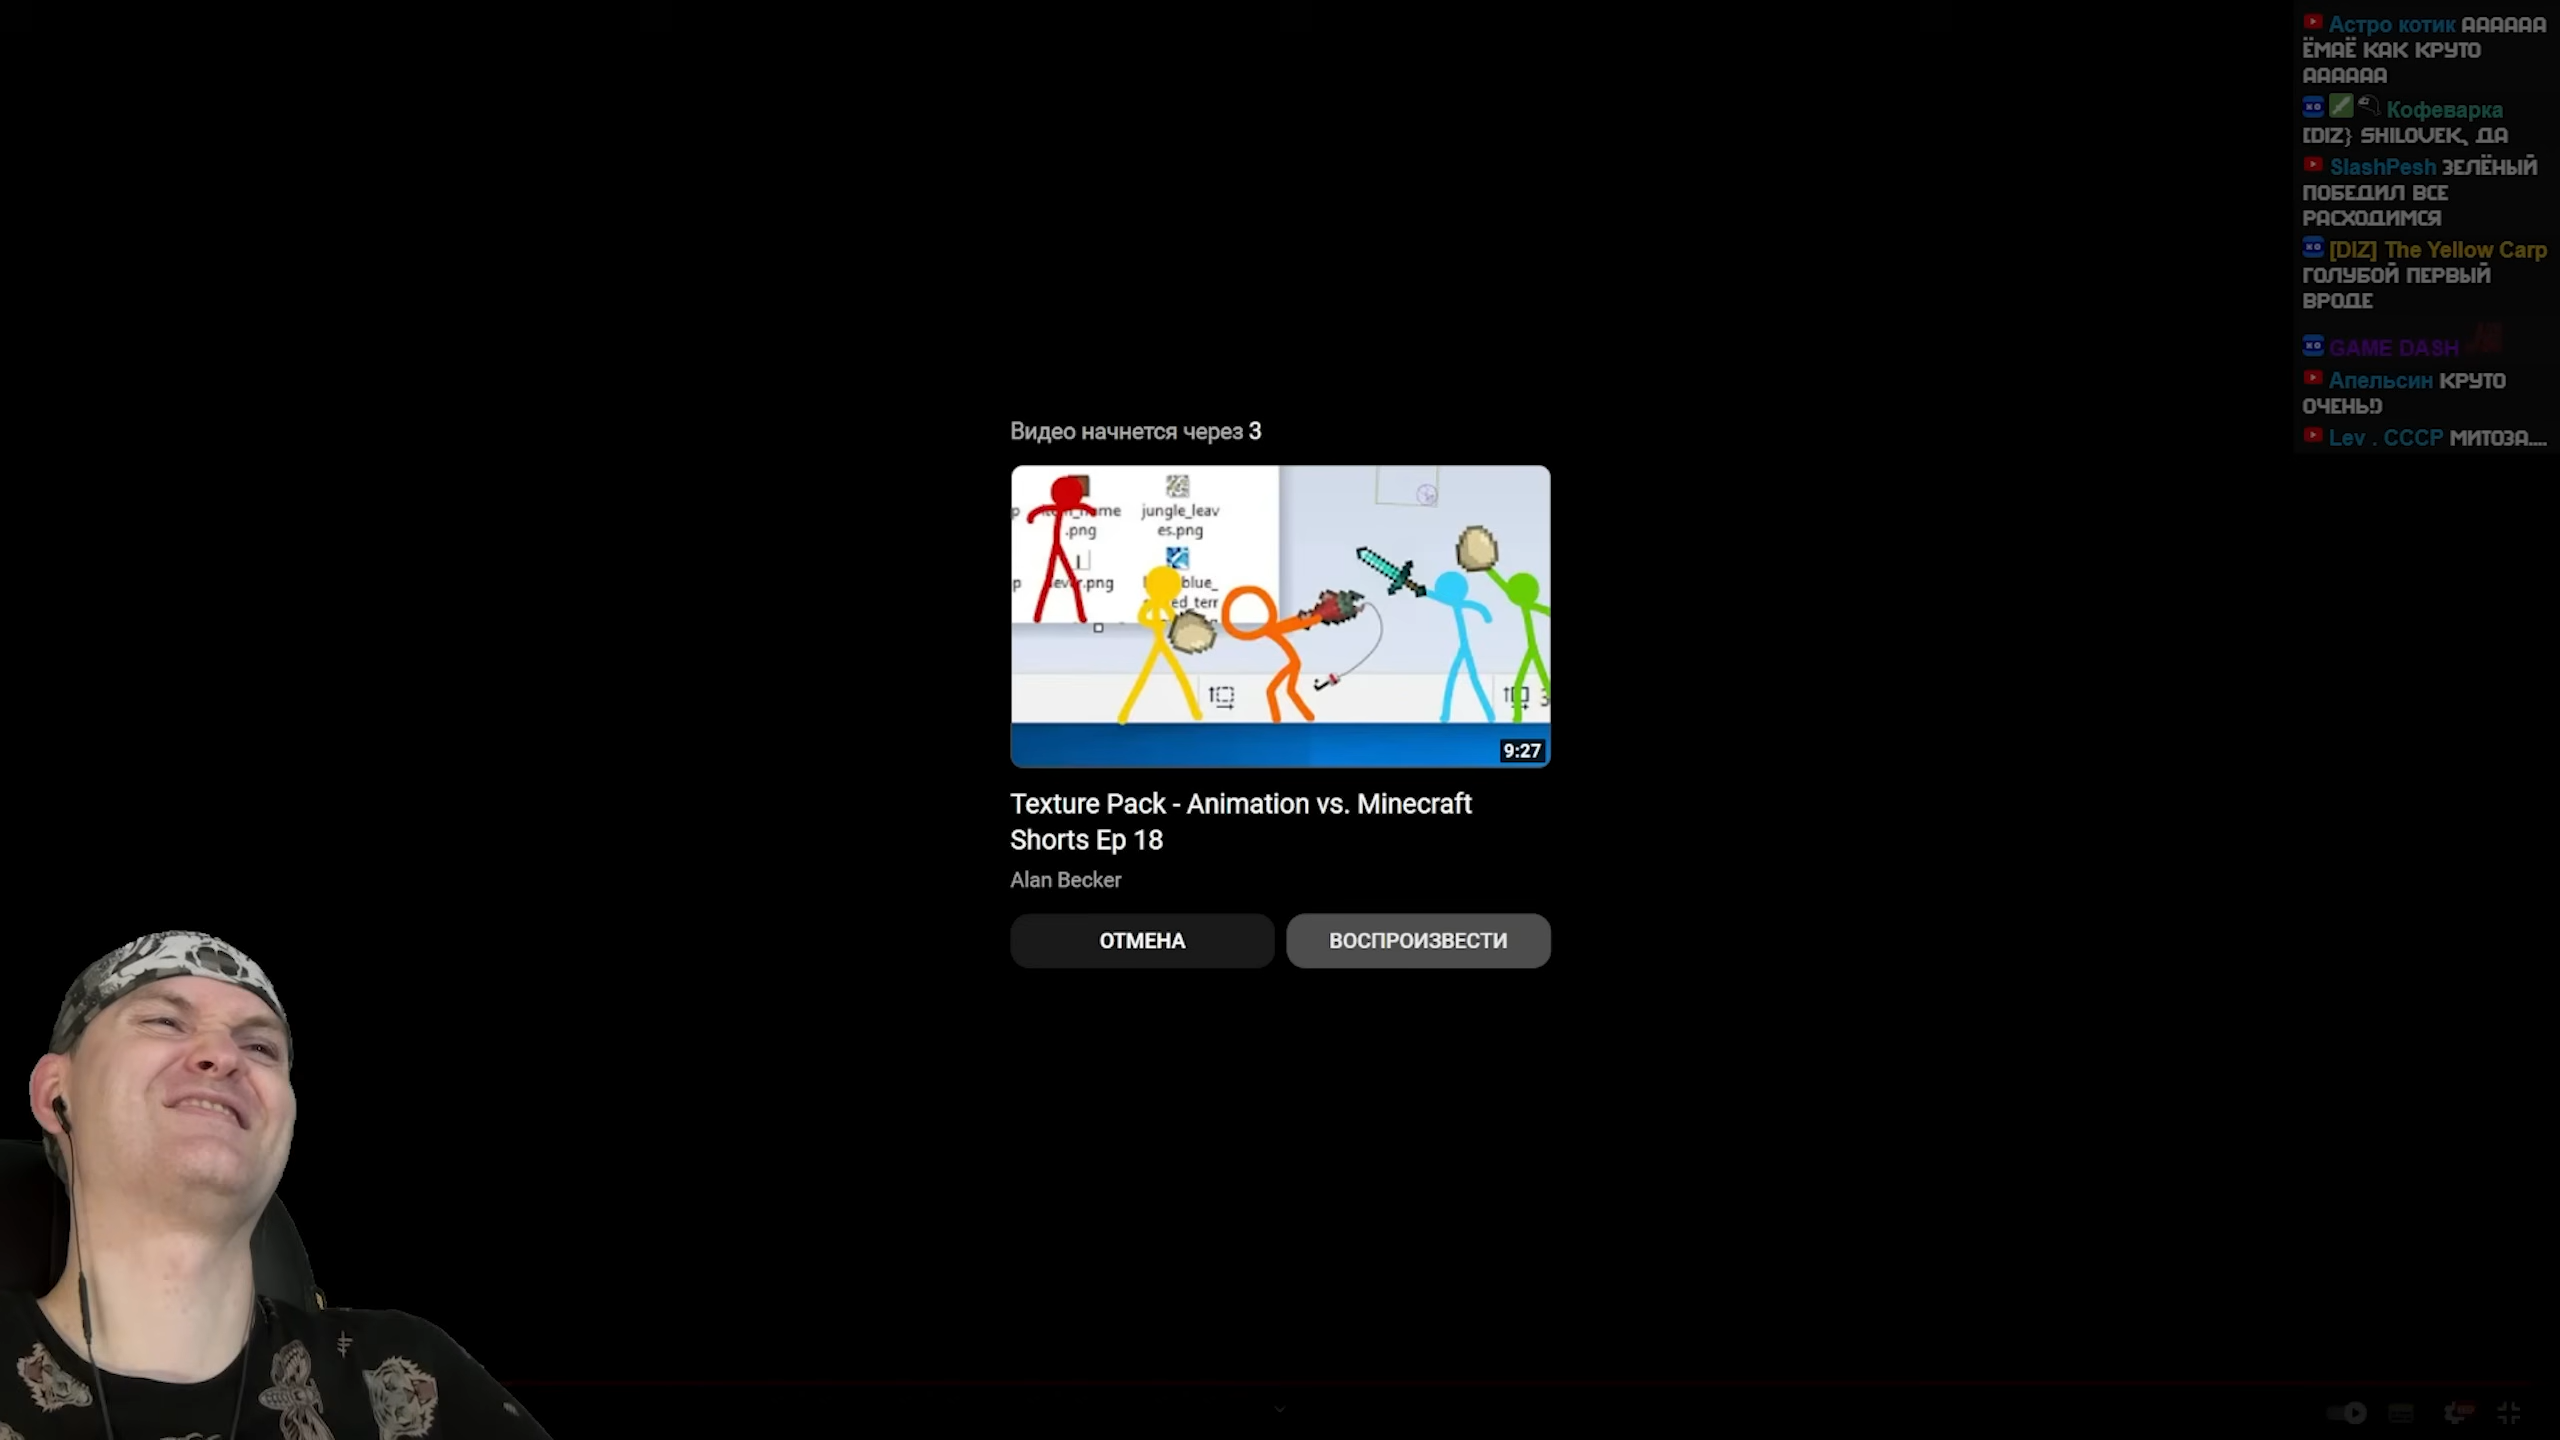 Астро котик АААААА
ЁМАЁ КАК КРУТО
АААААА
Кофеварка
[DIZ} SHILOVEK, ДА
SlashPesh ЗЕЛЁНЫЙ
ПОБЕДИЛ ВСЕ
РАСХОДИМСЯ
[DIZ] The Yellow Carp
ГОЛУБОЙ ПЕРВЫЙ
ВРОДЕ
GAME DASH
Апельсин КРУТО
ОЧЕНЬ!)
Lev . СССР МИТОЗА....
Видео начнется через 3
jungle_leav
es.png
.png
.png
blue_
9:27
Texture Pack - Animation vs. Minecraft
Shorts Ep 18
Alan Becker
ОТМЕНА
ВОСПРОИЗВЕСТИ